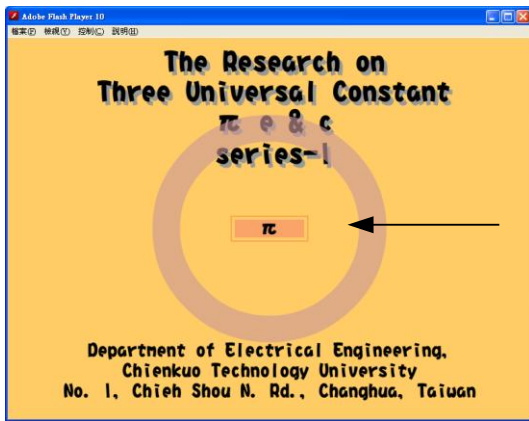 Adobe Flash Player 10
檔案(F) 檢視(V) 控制(C) 說明(H)
The Research on
Three Universal Constant
π e & c
series-1
π
Department of Electrical Engineering,
Chienkuo Technology University
No. 1, Chieh Shou N. Rd., Changhua, Taiwan